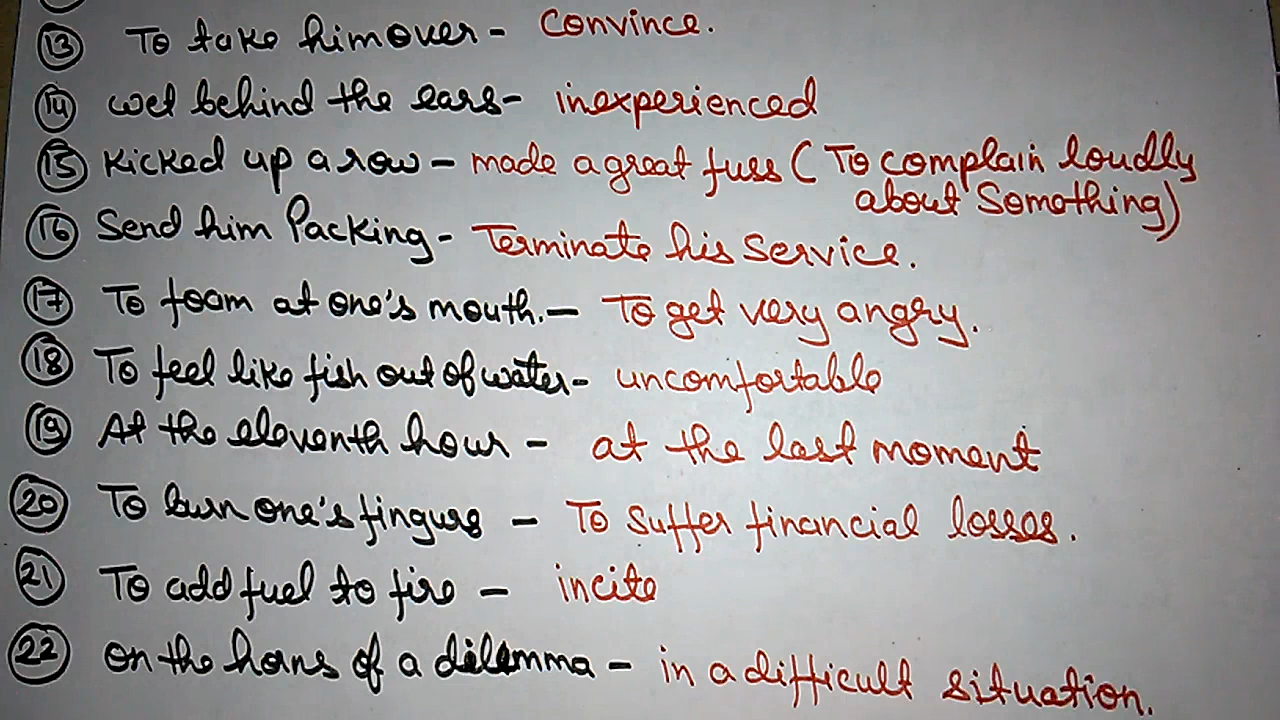 13 To take him over - Convince.
14 wet behind the ears - inexperienced
15 Kicked up a row - made a great fuss ( To complain loudly
about Something)
16 Send him Packing - Terminate his Service.
17 To foam at one's mouth. - To get very angry.
18 To feel like fish out of water - uncomfortable
19 At the eleventh hour - at the last moment
20 To burn one's fingurs - To Suffer financial losses.
21 To add fuel to fire - incite
22 on the horns of a dilemma - in a difficult situation.